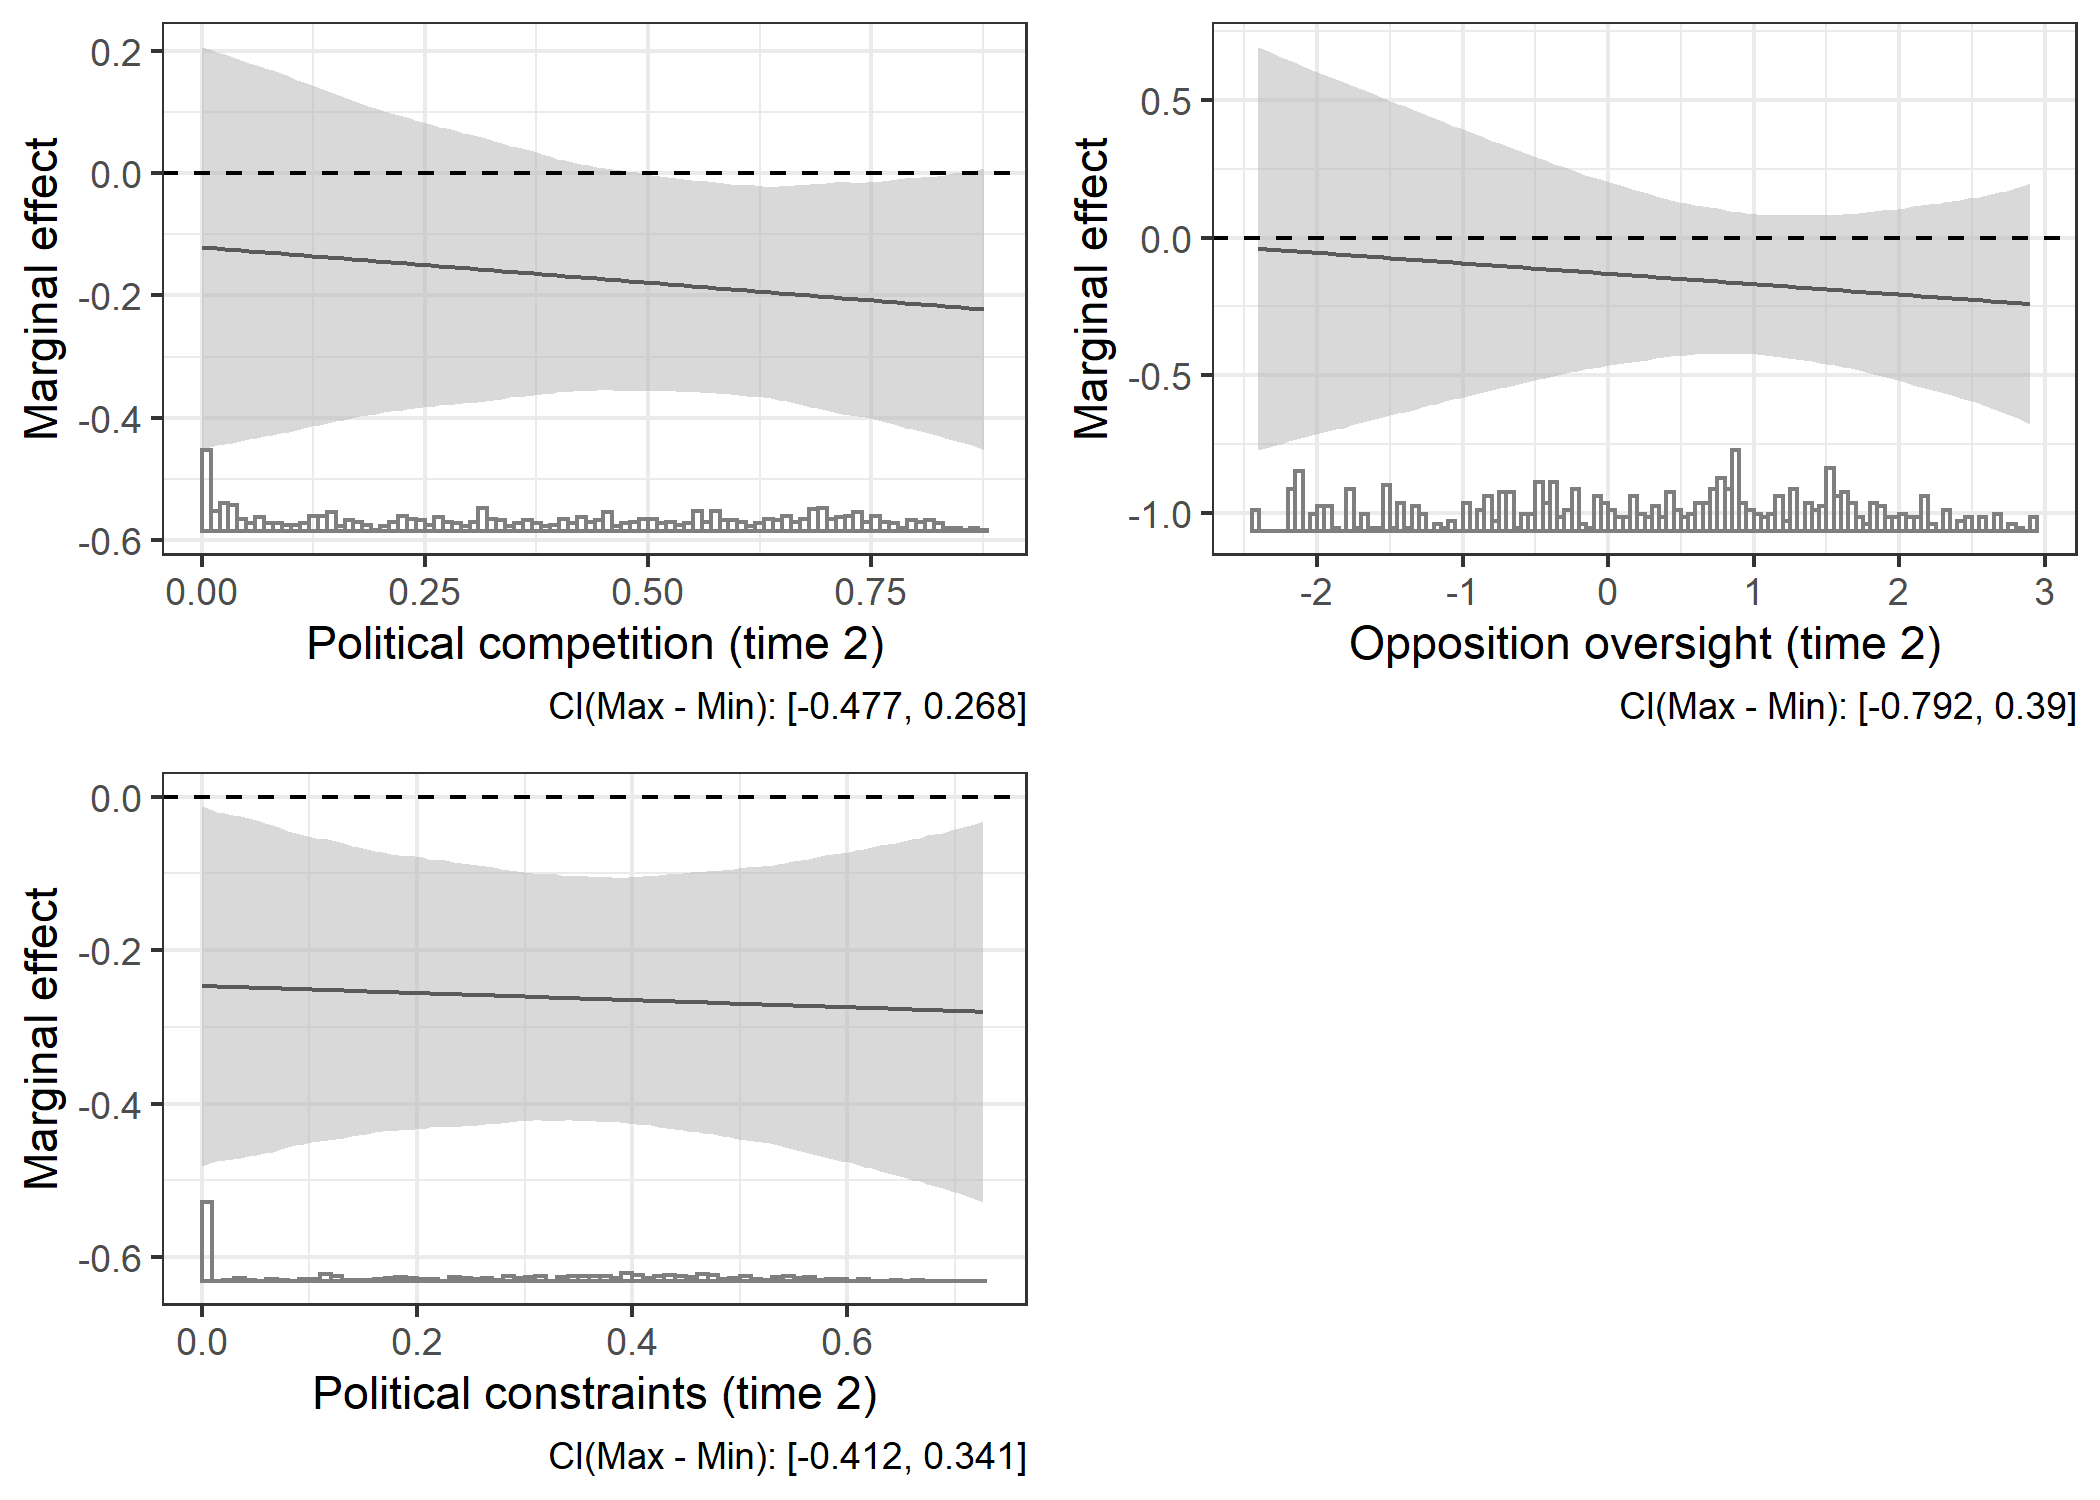 Marginal effect
0.2
0.0
-0.2
-0.4
-0.6
0.00 0.25 0.50 0.75
Political competition (time 2)
CI(Max - Min): [-0.477, 0.268]
Marginal effect
0.5
0.0
-0.5
-1.0
-2 -1 0 1 2 3
Opposition oversight (time 2)
CI(Max - Min): [-0.792, 0.39]
Marginal effect
0.0
-0.2
-0.4
-0.6
0.0 0.2 0.4 0.6
Political constraints (time 2)
CI(Max - Min): [-0.412, 0.341]